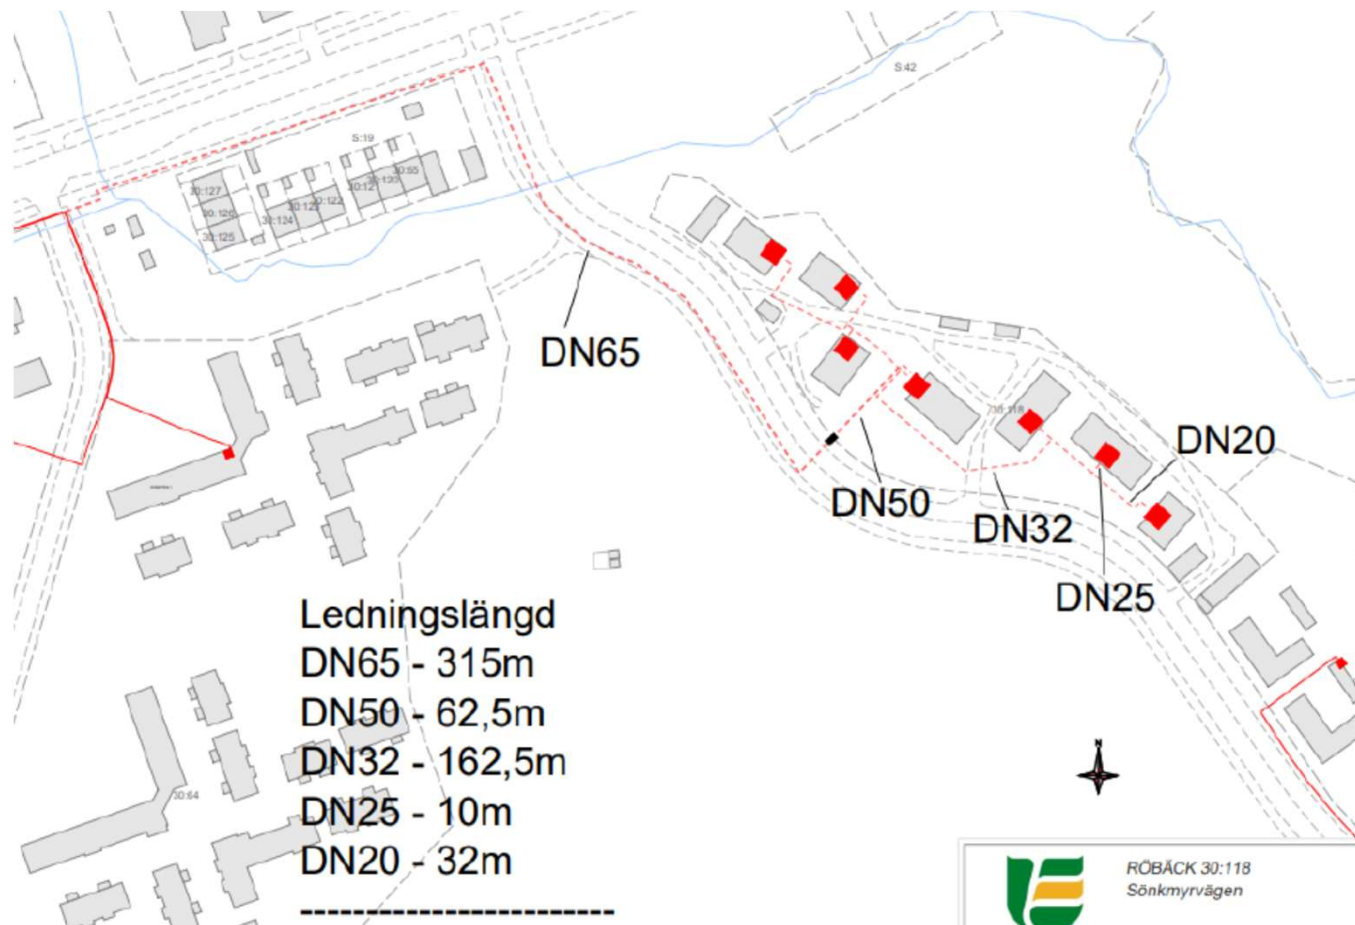 S:42
S:19
30:127
30:126
30:125
30:124
30:123
30:122
30:12
30:120
30:65
DN65
30:118
DN20
DN50
DN32
DN25
Ledningslängd
DN65 - 315m
DN50 - 62,5m
DN32 - 162,5m
DN25 - 10m
DN20 - 32m
------------------------
30:64
N
RÖBÄCK 30:118
Sönkmyrvägen